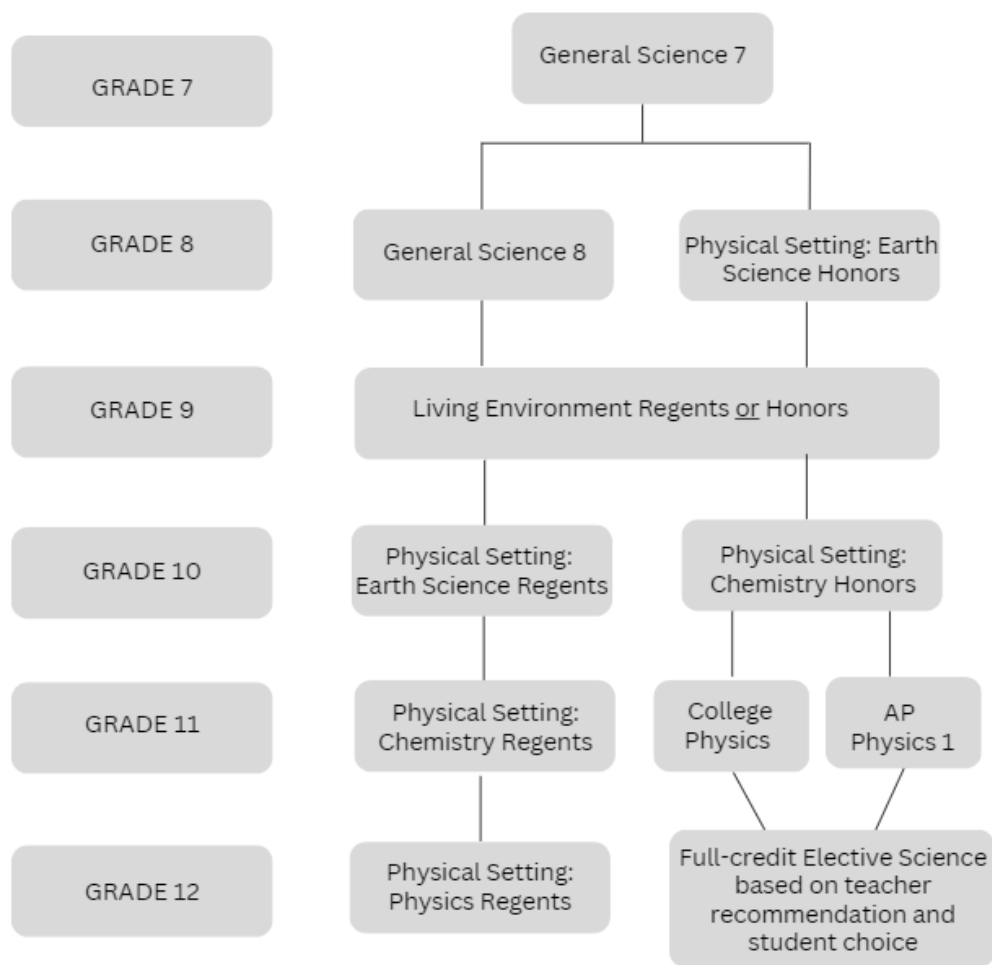 GRADE 7
General Science 7
GRADE 8
General Science 8
Physical Setting: Earth
Science Honors
GRADE 9
Living Environment Regents or Honors
GRADE 10
Physical Setting:
Earth Science Regents
Physical Setting:
Chemistry Honors
GRADE 11
Physical Setting:
Chemistry Regents
College
Physics
AP
Physics 1
GRADE 12
Physical Setting:
Physics Regents
Full-credit Elective Science
based on teacher
recommendation and
student choice